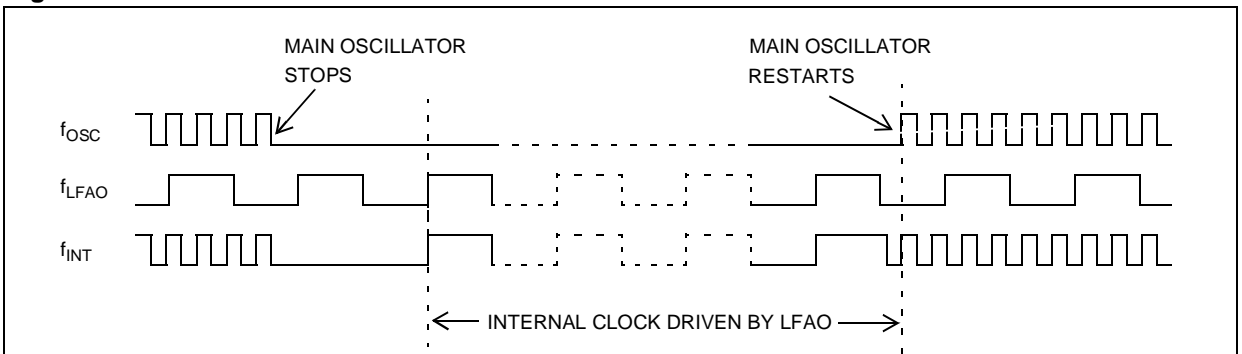 MAIN OSCILLATOR
STOPS
MAIN OSCILLATOR
RESTARTS
fOSC
fLFAO
fINT
INTERNAL CLOCK DRIVEN BY LFAO